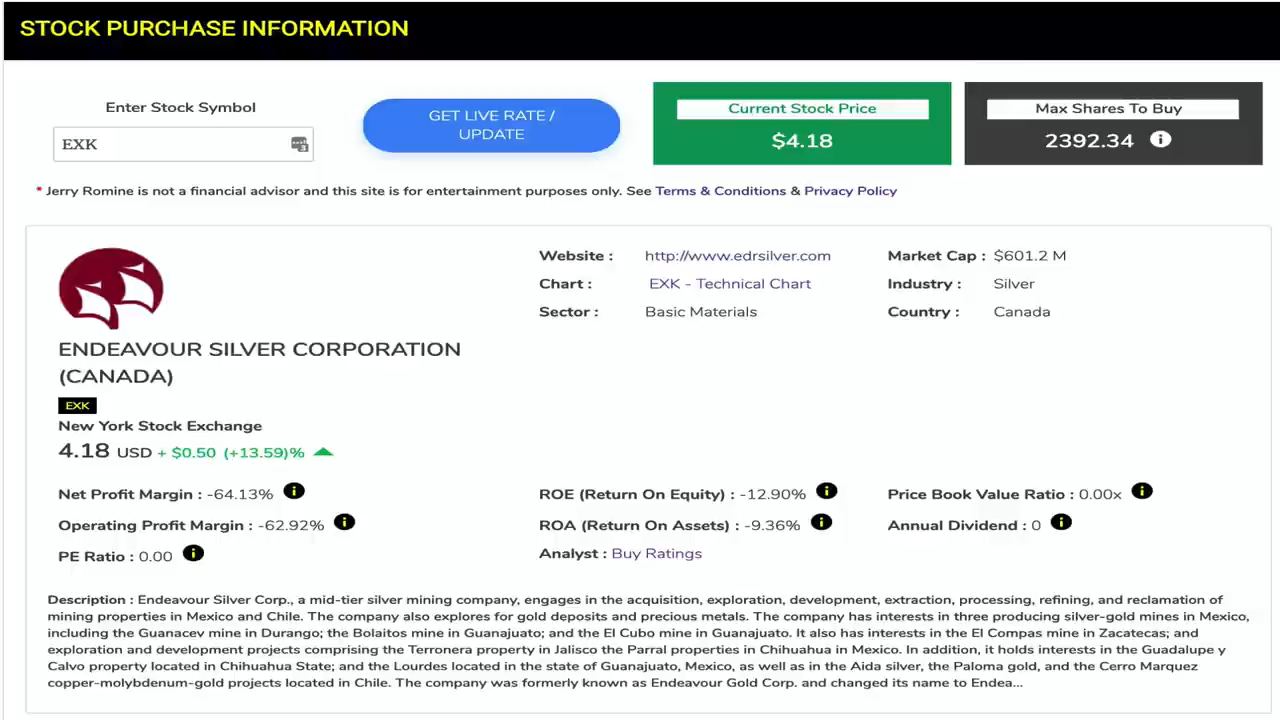 STOCK PURCHASE INFORMATION
Enter Stock Symbol
EXK
GET LIVE RATE /
UPDATE
Current Stock Price
$4.18
Max Shares To Buy
2392.34
* Jerry Romine is not a financial advisor and this site is for entertainment purposes only. See Terms & Conditions & Privacy Policy
ENDEAVOUR SILVER CORPORATION
(CANADA)
EXK
New York Stock Exchange
4.18 USD + $0.50 (+13.59)%
Website : http://www.edrsilver.com
Chart : EXK - Technical Chart
Sector : Basic Materials
Market Cap : $601.2 M
Industry : Silver
Country : Canada
Net Profit Margin : -64.13%
Operating Profit Margin : -62.92%
PE Ratio : 0.00
ROE (Return On Equity) : -12.90%
ROA (Return On Assets) : -9.36%
Analyst : Buy Ratings
Price Book Value Ratio : 0.00x
Annual Dividend : 0
Description : Endeavour Silver Corp., a mid-tier silver mining company, engages in the acquisition, exploration, development, extraction, processing, refining, and reclamation of
mining properties in Mexico and Chile. The company also explores for gold deposits and precious metals. The company has interests in three producing silver-gold mines in Mexico,
including the Guanacev mine in Durango; the Bolaitos mine in Guanajuato; and the El Cubo mine in Guanajuato. It also has interests in the El Compas mine in Zacatecas; and
exploration and development projects comprising the Terronera property in Jalisco the Parral properties in Chihuahua in Mexico. In addition, it holds interests in the Guadalupe y
Calvo property located in Chihuahua State; and the Lourdes located in the state of Guanajuato, Mexico, as well as in the Aida silver, the Paloma gold, and the Cerro Marquez
copper-molybdenum-gold projects located in Chile. The company was formerly known as Endeavour Gold Corp. and changed its name to Endea...